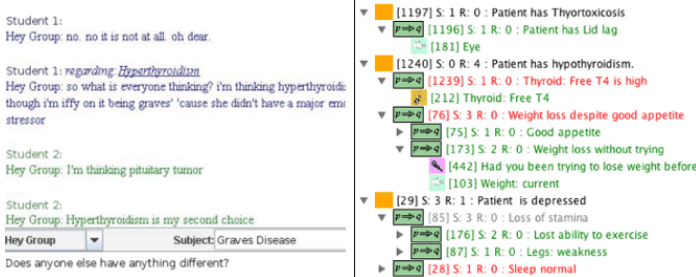 Student 1:
Hey Group: no. no it is not at all. oh dear.
Student 1: regarding: Hyperthyroidism
Hey Group: so what is everyone thinking? i'm thinking hyperthyroidis
though i'm iffy on it being graves' 'cause she didn't have a major emo
stressor
Student 2:
Hey Group: I'm thinking pituitary tumor
Student 2:
Hey Group: Hyperthyroidism is my second choice
Hey Group Subject: Graves Disease
Does anyone else have anything different?
[1197] S: 1 R: 0 : Patient has Thyortoxicosis
p⇒q [1196] S: 1 R: 0 : Patient has Lid lag
[181] Eye
[1240] S: 0 R: 4 : Patient has hypothyroidism.
p⇒q [1239] S: 1 R: 0 : Thyroid: Free T4 is high
[212] Thyroid: Free T4
p⇒q [76] S: 3 R: 0 : Weight loss despite good appetite
p⇒q [75] S: 1 R: 0 : Good appetite
p⇒q [173] S: 2 R: 0 : Weight loss without trying
[442] Had you been trying to lose weight before
[103] Weight: current
[29] S: 3 R: 1 : Patient is depressed
p⇒q [85] S: 3 R: 0 : Loss of stamina
p⇒q [176] S: 2 R: 0 : Lost ability to exercise
p⇒q [87] S: 1 R: 0 : Legs: weakness
p⇒q [28] S: 1 R: 0 : Sleep normal